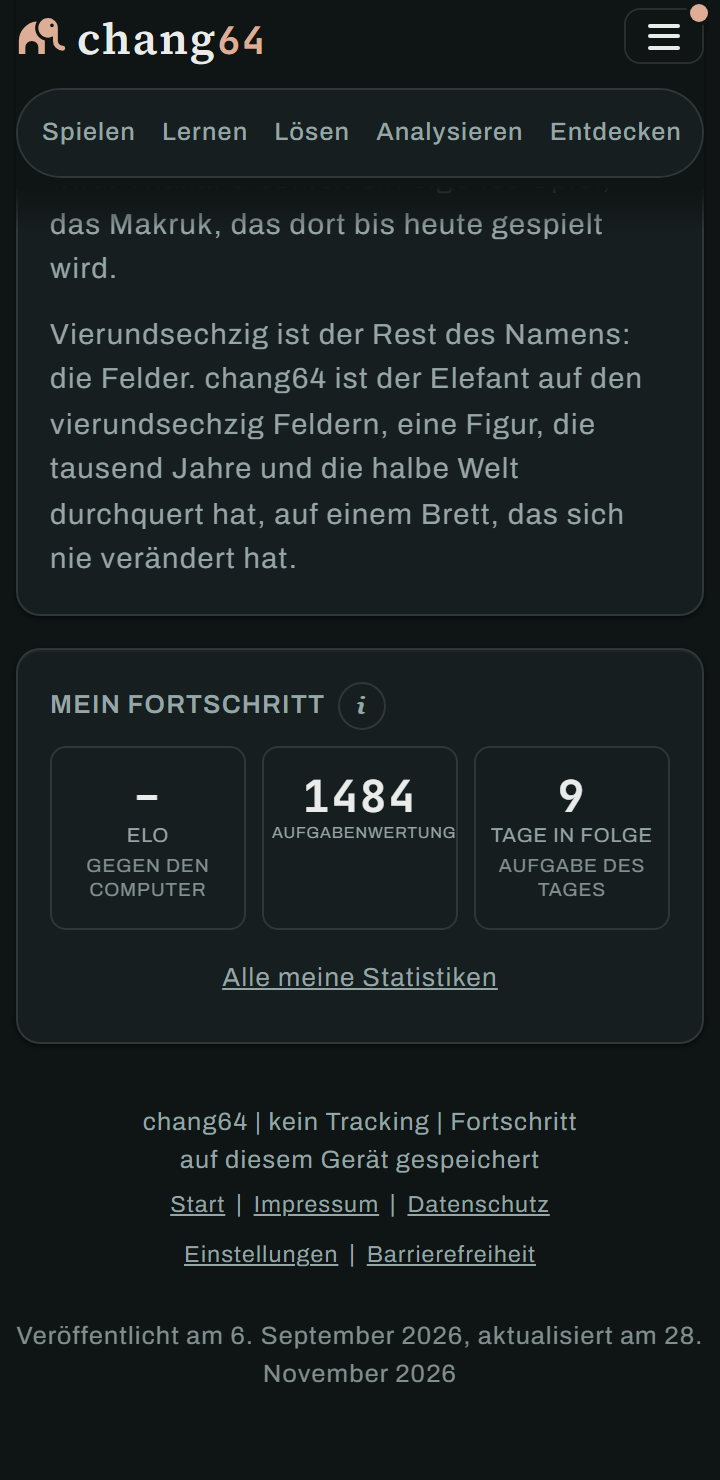 chang64
Spielen Lernen Lösen Analysieren Entdecken
das Makruk, das dort bis heute gespielt
wird.
Vierundsechzig ist der Rest des Namens:
die Felder. chang64 ist der Elefant auf den
vierundsechzig Feldern, eine Figur, die
tausend Jahre und die halbe Welt
durchquert hat, auf einem Brett, das sich
nie verändert hat.
MEIN FORTSCHRITT i
–
ELO
GEGEN DEN
COMPUTER
1484
AUFGABENWERTUNG
9
TAGE IN FOLGE
AUFGABE DES
TAGES
Alle meine Statistiken
chang64 | kein Tracking | Fortschritt
auf diesem Gerät gespeichert
Start | Impressum | Datenschutz
Einstellungen | Barrierefreiheit
Veröffentlicht am 6. September 2026, aktualisiert am 28.
November 2026